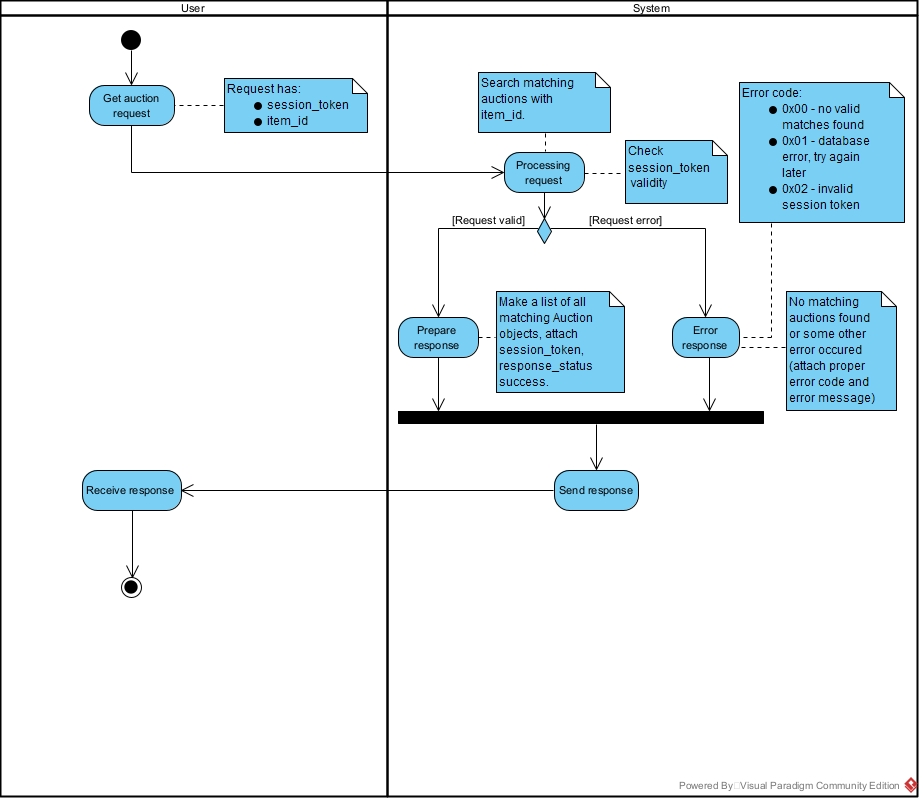 User
System
Get auction
request
Request has:
session_token
item_id
Search matching
auctions with
item_id.
Processing
request
Check
session_token
validity
Error code:
0x00 - no valid
matches found
0x01 - database
error, try again
later
0x02 - invalid
session token
[Request valid]
[Request error]
Prepare
response
Make a list of all
matching Auction
objects, attach
session_token,
response_status
success.
Error
response
No matching
auctions found
or some other
error occured
(attach proper
error code and
error message)
Receive response
Send response
Powered By Visual Paradigm Community Edition